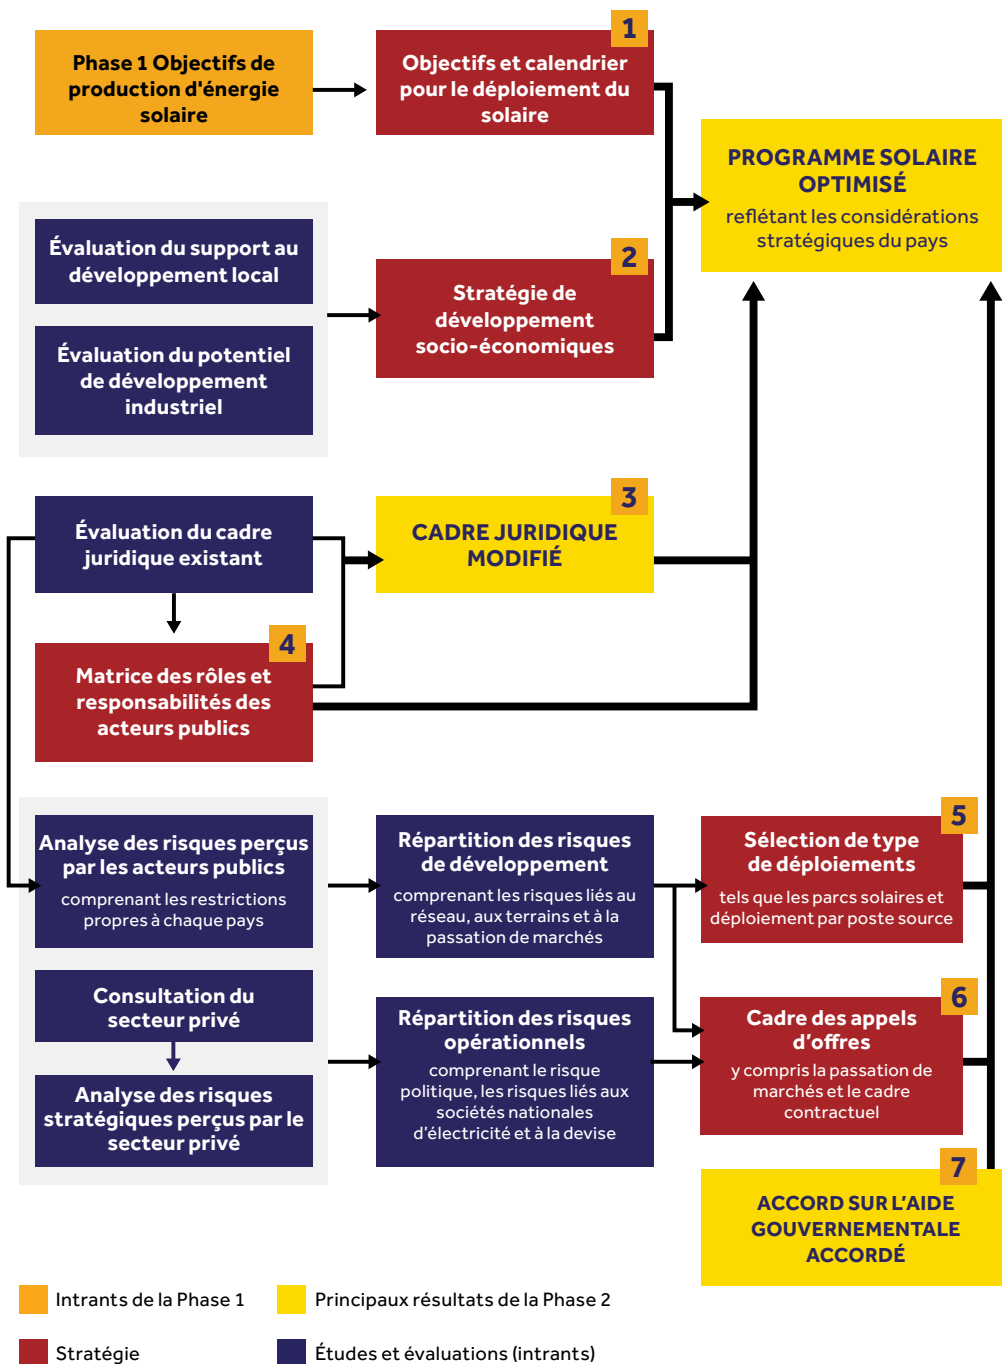 Phase 1 Objectifs de
production d'énergie
solaire
1
Objectifs et calendrier
pour le déploiement du
solaire
PROGRAMME SOLAIRE
OPTIMISÉ
reflétant les considérations
stratégiques du pays
Évaluation du support au
développement local
Évaluation du potentiel
de développement
industriel
2
Stratégie de
développement
socio-économiques
Évaluation du cadre
juridique existant
3
CADRE JURIDIQUE
MODIFIÉ
4
Matrice des rôles et
responsabilités des
acteurs publics
Analyse des risques perçus
par les acteurs publics
comprenant les restrictions
propres à chaque pays
Répartition des risques
de développement
comprenant les risques liés au
réseau, aux terrains et à la
passation de marchés
5
Sélection de type
de déploiements
tels que les parcs solaires et
déploiement par poste source
Consultation du
secteur privé
Analyse des risques
stratégiques perçus par le
secteur privé
Répartition des risques
opérationnels
comprenant le risque
politique, les risques liés aux
sociétés nationales
d'électricité et à la devise
6
Cadre des appels
d’offres
y compris la passation de
marchés et le cadre
contractuel
7
ACCORD SUR L’AIDE
GOUVERNEMENTALE
ACCORDÉ
Intrants de la Phase 1
Principaux résultats de la Phase 2
Stratégie
Études et évaluations (intrants)